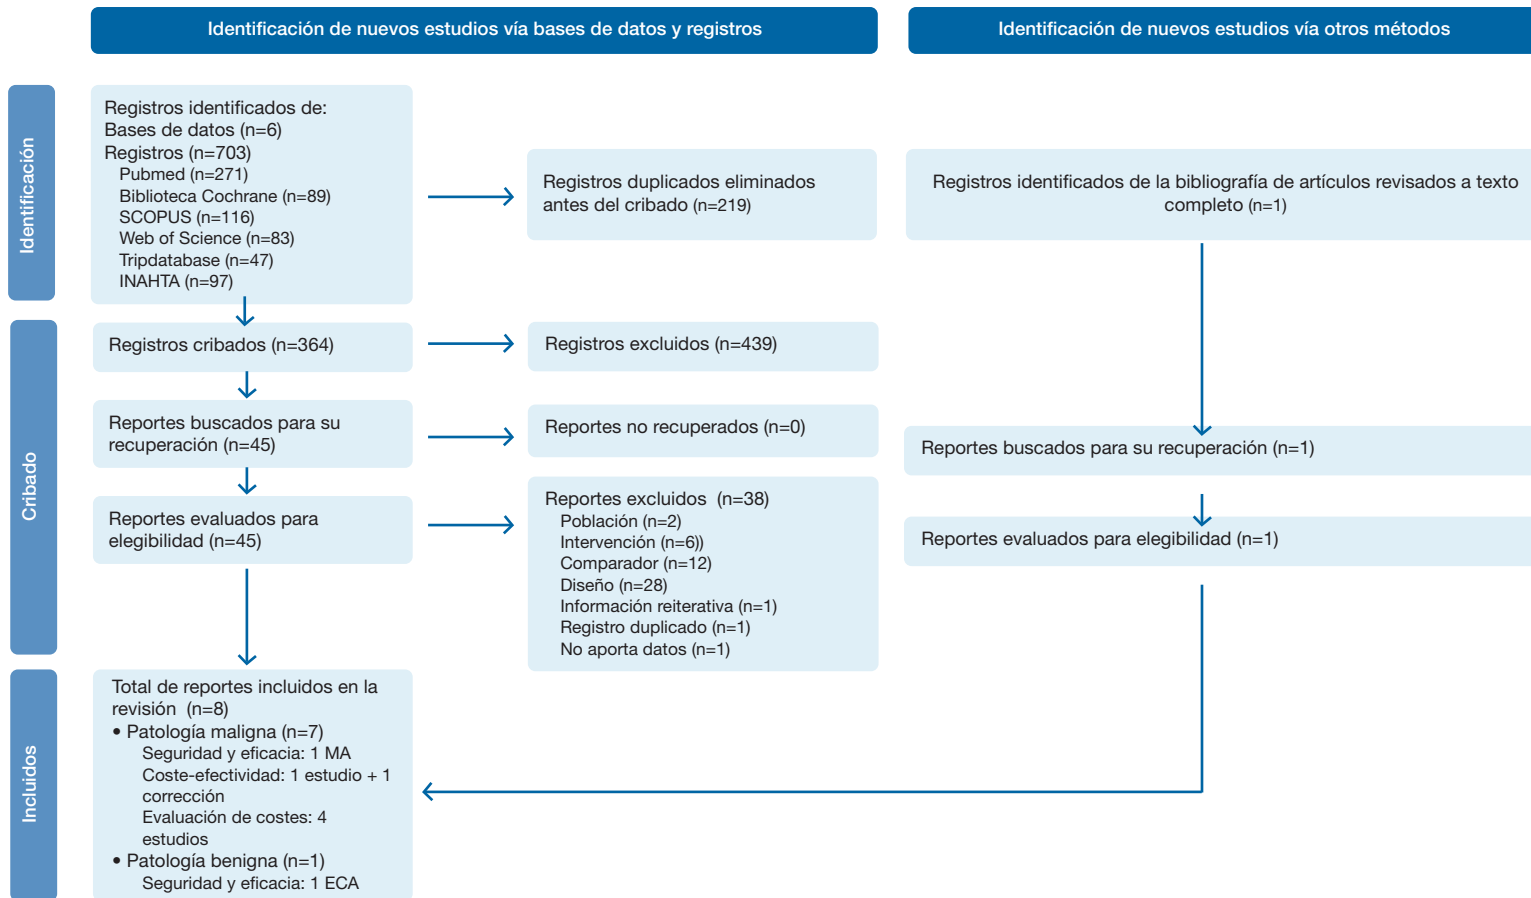 Identificación de nuevos estudios vía bases de datos y registros
Identificación de nuevos estudios vía otros métodos
Identificación
Registros identificados de:
Bases de datos (n=6)
Registros (n=703)
Pubmed (n=271)
Biblioteca Cochrane (n=89)
SCOPUS (n=116)
Web of Science (n=83)
Tripdatabase (n=47)
INAHTA (n=97)
Registros duplicados eliminados
antes del cribado (n=219)
Registros identificados de la bibliografía de artículos revisados a texto
completo (n=1)
Cribado
Registros cribados (n=364)
Registros excluidos (n=439)
Reportes buscados para su
recuperación (n=45)
Reportes no recuperados (n=0)
Reportes buscados para su recuperación (n=1)
Reportes evaluados para
elegibilidad (n=45)
Reportes excluidos (n=38)
Población (n=2)
Intervención (n=6))
Comparador (n=12)
Diseño (n=28)
Información reiterativa (n=1)
Registro duplicado (n=1)
No aporta datos (n=1)
Reportes evaluados para elegibilidad (n=1)
Incluidos
Total de reportes incluidos en la
revisión (n=8)
• Patología maligna (n=7)
Seguridad y eficacia: 1 MA
Coste-efectividad: 1 estudio + 1
corrección
Evaluación de costes: 4
estudios
• Patología benigna (n=1)
Seguridad y eficacia: 1 ECA